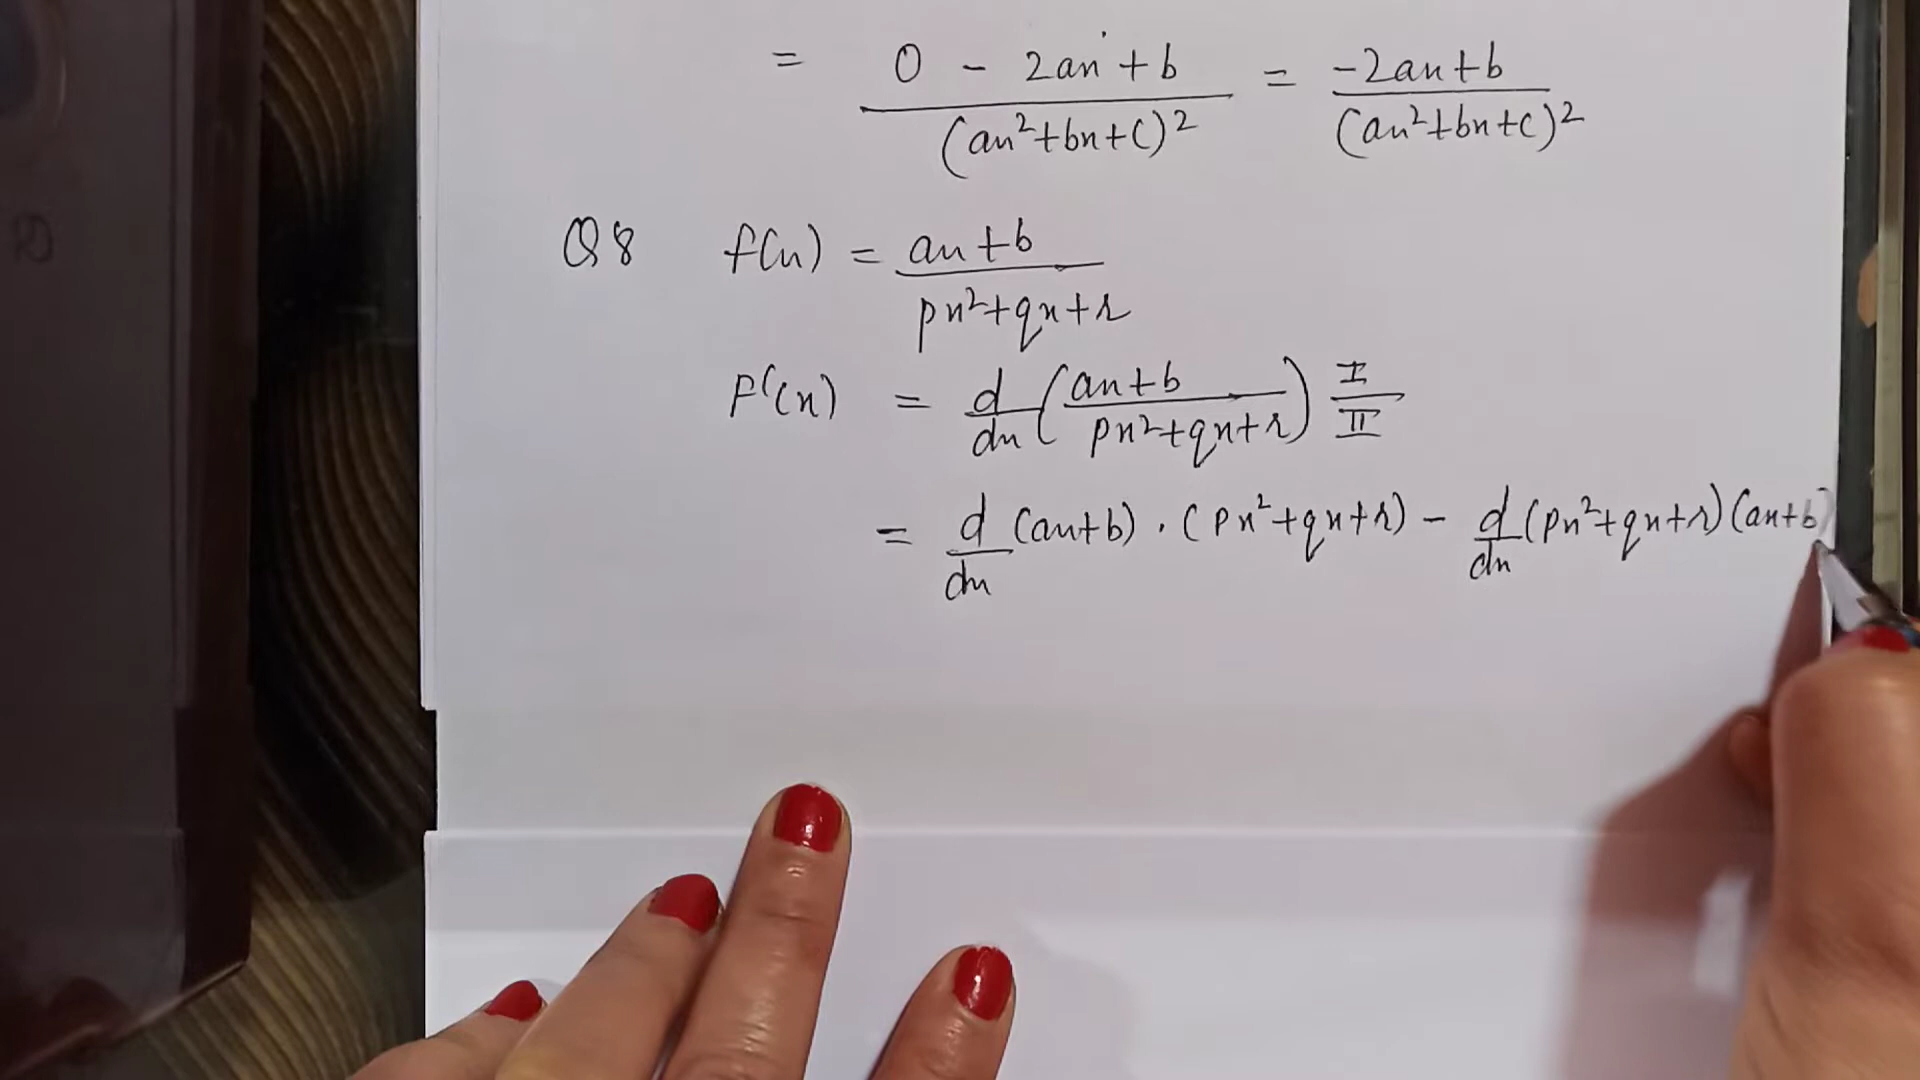 = 0 - 2ax + b / (ax² + bx + c)² = -2ax + b / (ax² + bx + c)²
Q8 f(x) = ax + b / px² + qx + r
F'(x) = d/dx (ax + b / px² + qx + r) I / II
= d/dx (ax + b) . (px² + qx + r) - d/dx (px² + qx + r) (ax + b)